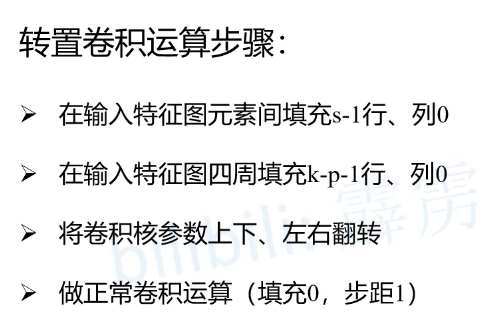 转置卷积运算步骤：
➢ 在输入特征图元素间填充s-1行、列0
➢ 在输入特征图四周填充k-p-1行、列0
➢ 将卷积核参数上下、左右翻转
➢ 做正常卷积运算（填充0，步距1）
bilibili: 霹雳